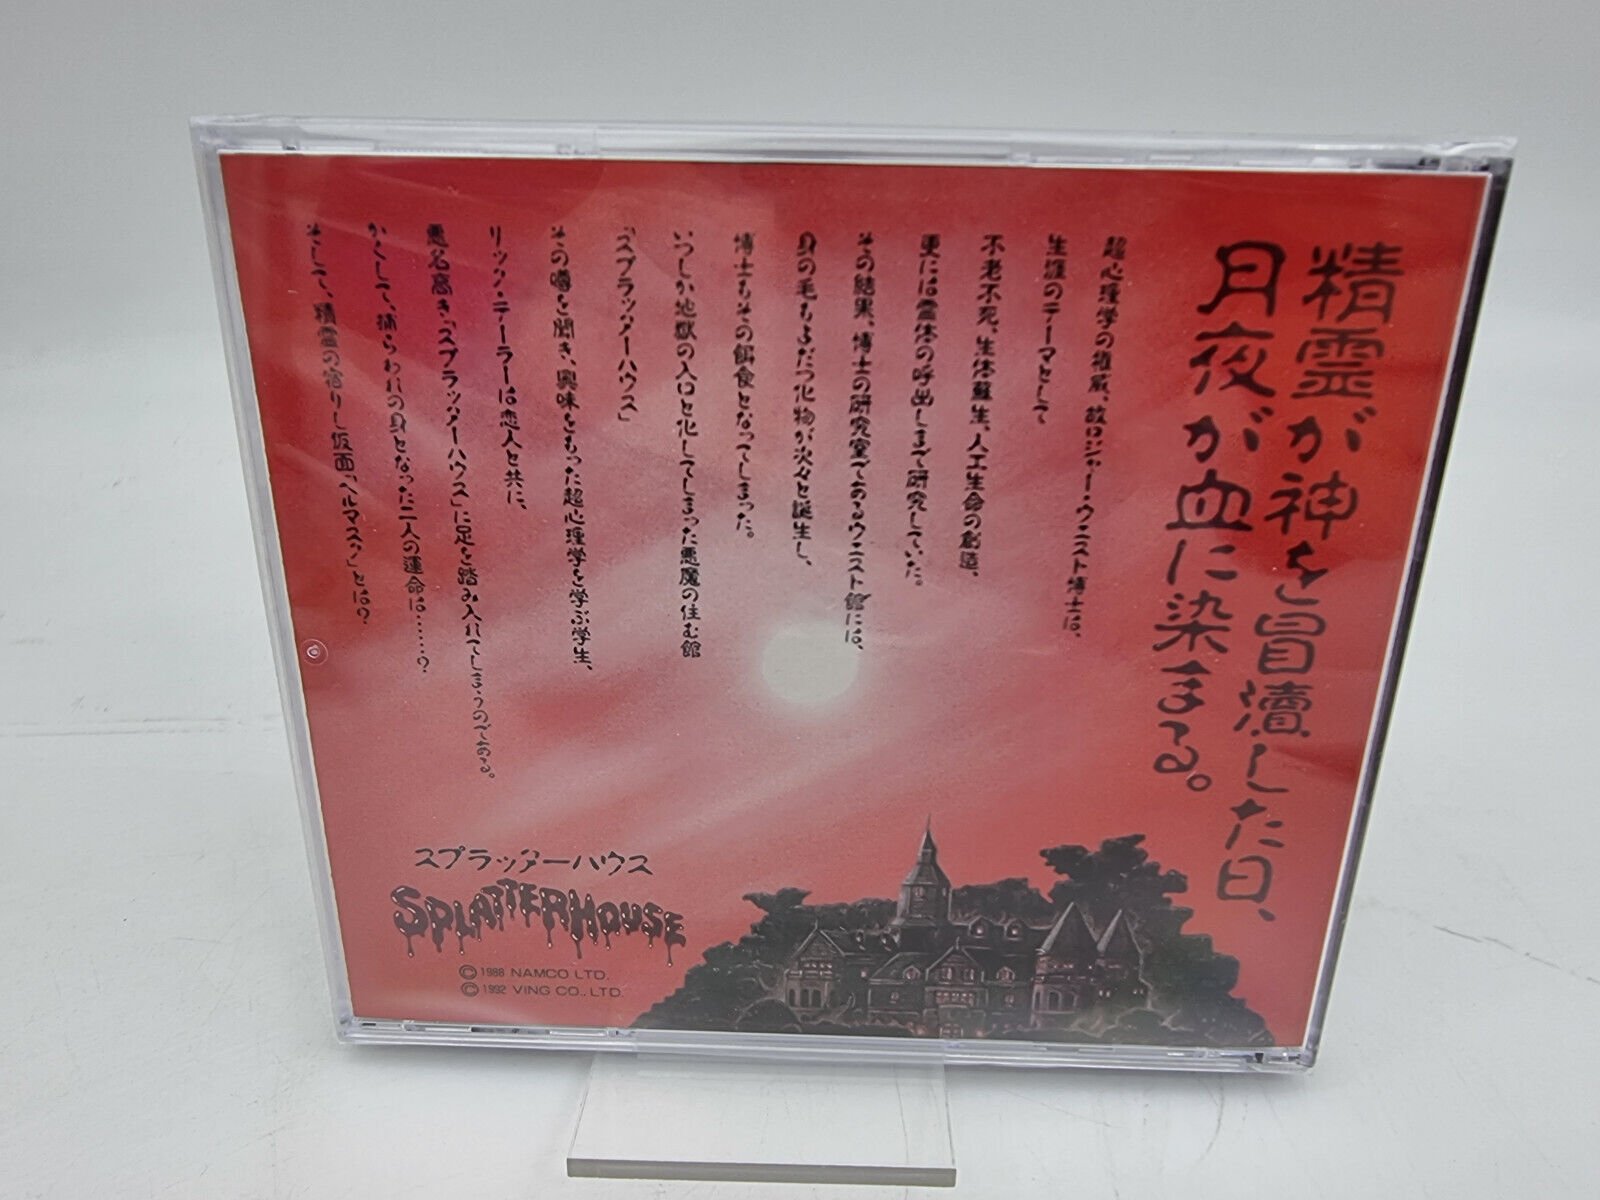 精霊が神を冒瀆した日、
月夜が血に染まる。
超心理学の権威、故ロジャー・ウエスト博士は、
生涯のテーマとして
不老不死、生体蘇生、人工生命の創造、
更には霊体の呼出しまで研究していた。
その結果、博士の研究室であるウエスト館には、
身の毛もよだつ化物が次々と誕生し、
博士もその餌食となってしまった。
いつしか地獄の入口と化してしまった悪魔の住む館
「スプラッターハウス」
その噂を聞き、興味をもった超心理学を学ぶ学生、
リック・テーラーは恋人と共に、
悪名高き「スプラッターハウス」に足を踏み入れてしまうのである。
かくして、捕らわれの身となった二人の運命は……？
そして、精霊の宿りし仮面「ヘルマスク」とは？
スプラッターハウス
SPLATTERHOUSE
© 1988 NAMCO LTD.
© 1992 VING CO., LTD.